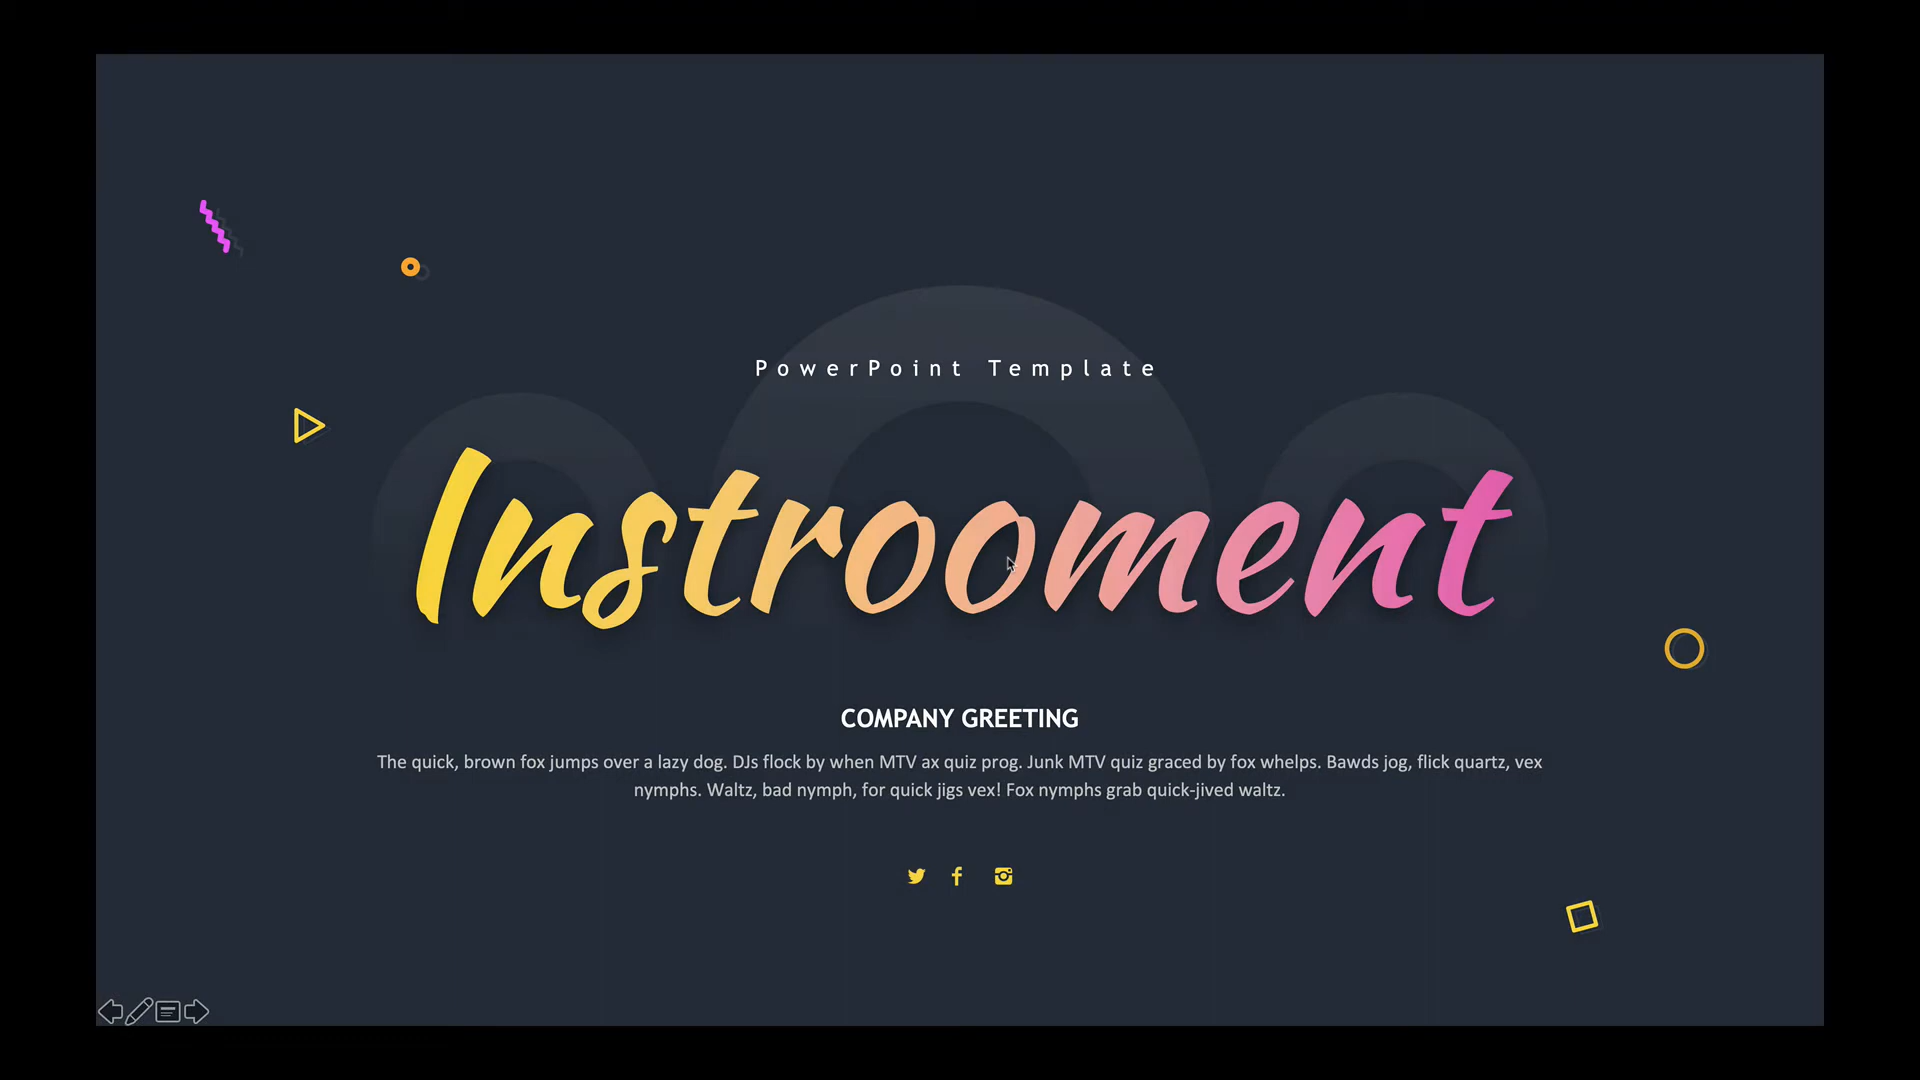 PowerPoint Template
Instrooment
COMPANY GREETING
The quick, brown fox jumps over a lazy dog. DJs flock by when MTV ax quiz prog. Junk MTV quiz graced by fox whelps. Bawds jog, flick quartz, vex
nymphs. Waltz, bad nymph, for quick jigs vex! Fox nymphs grab quick-jived waltz.